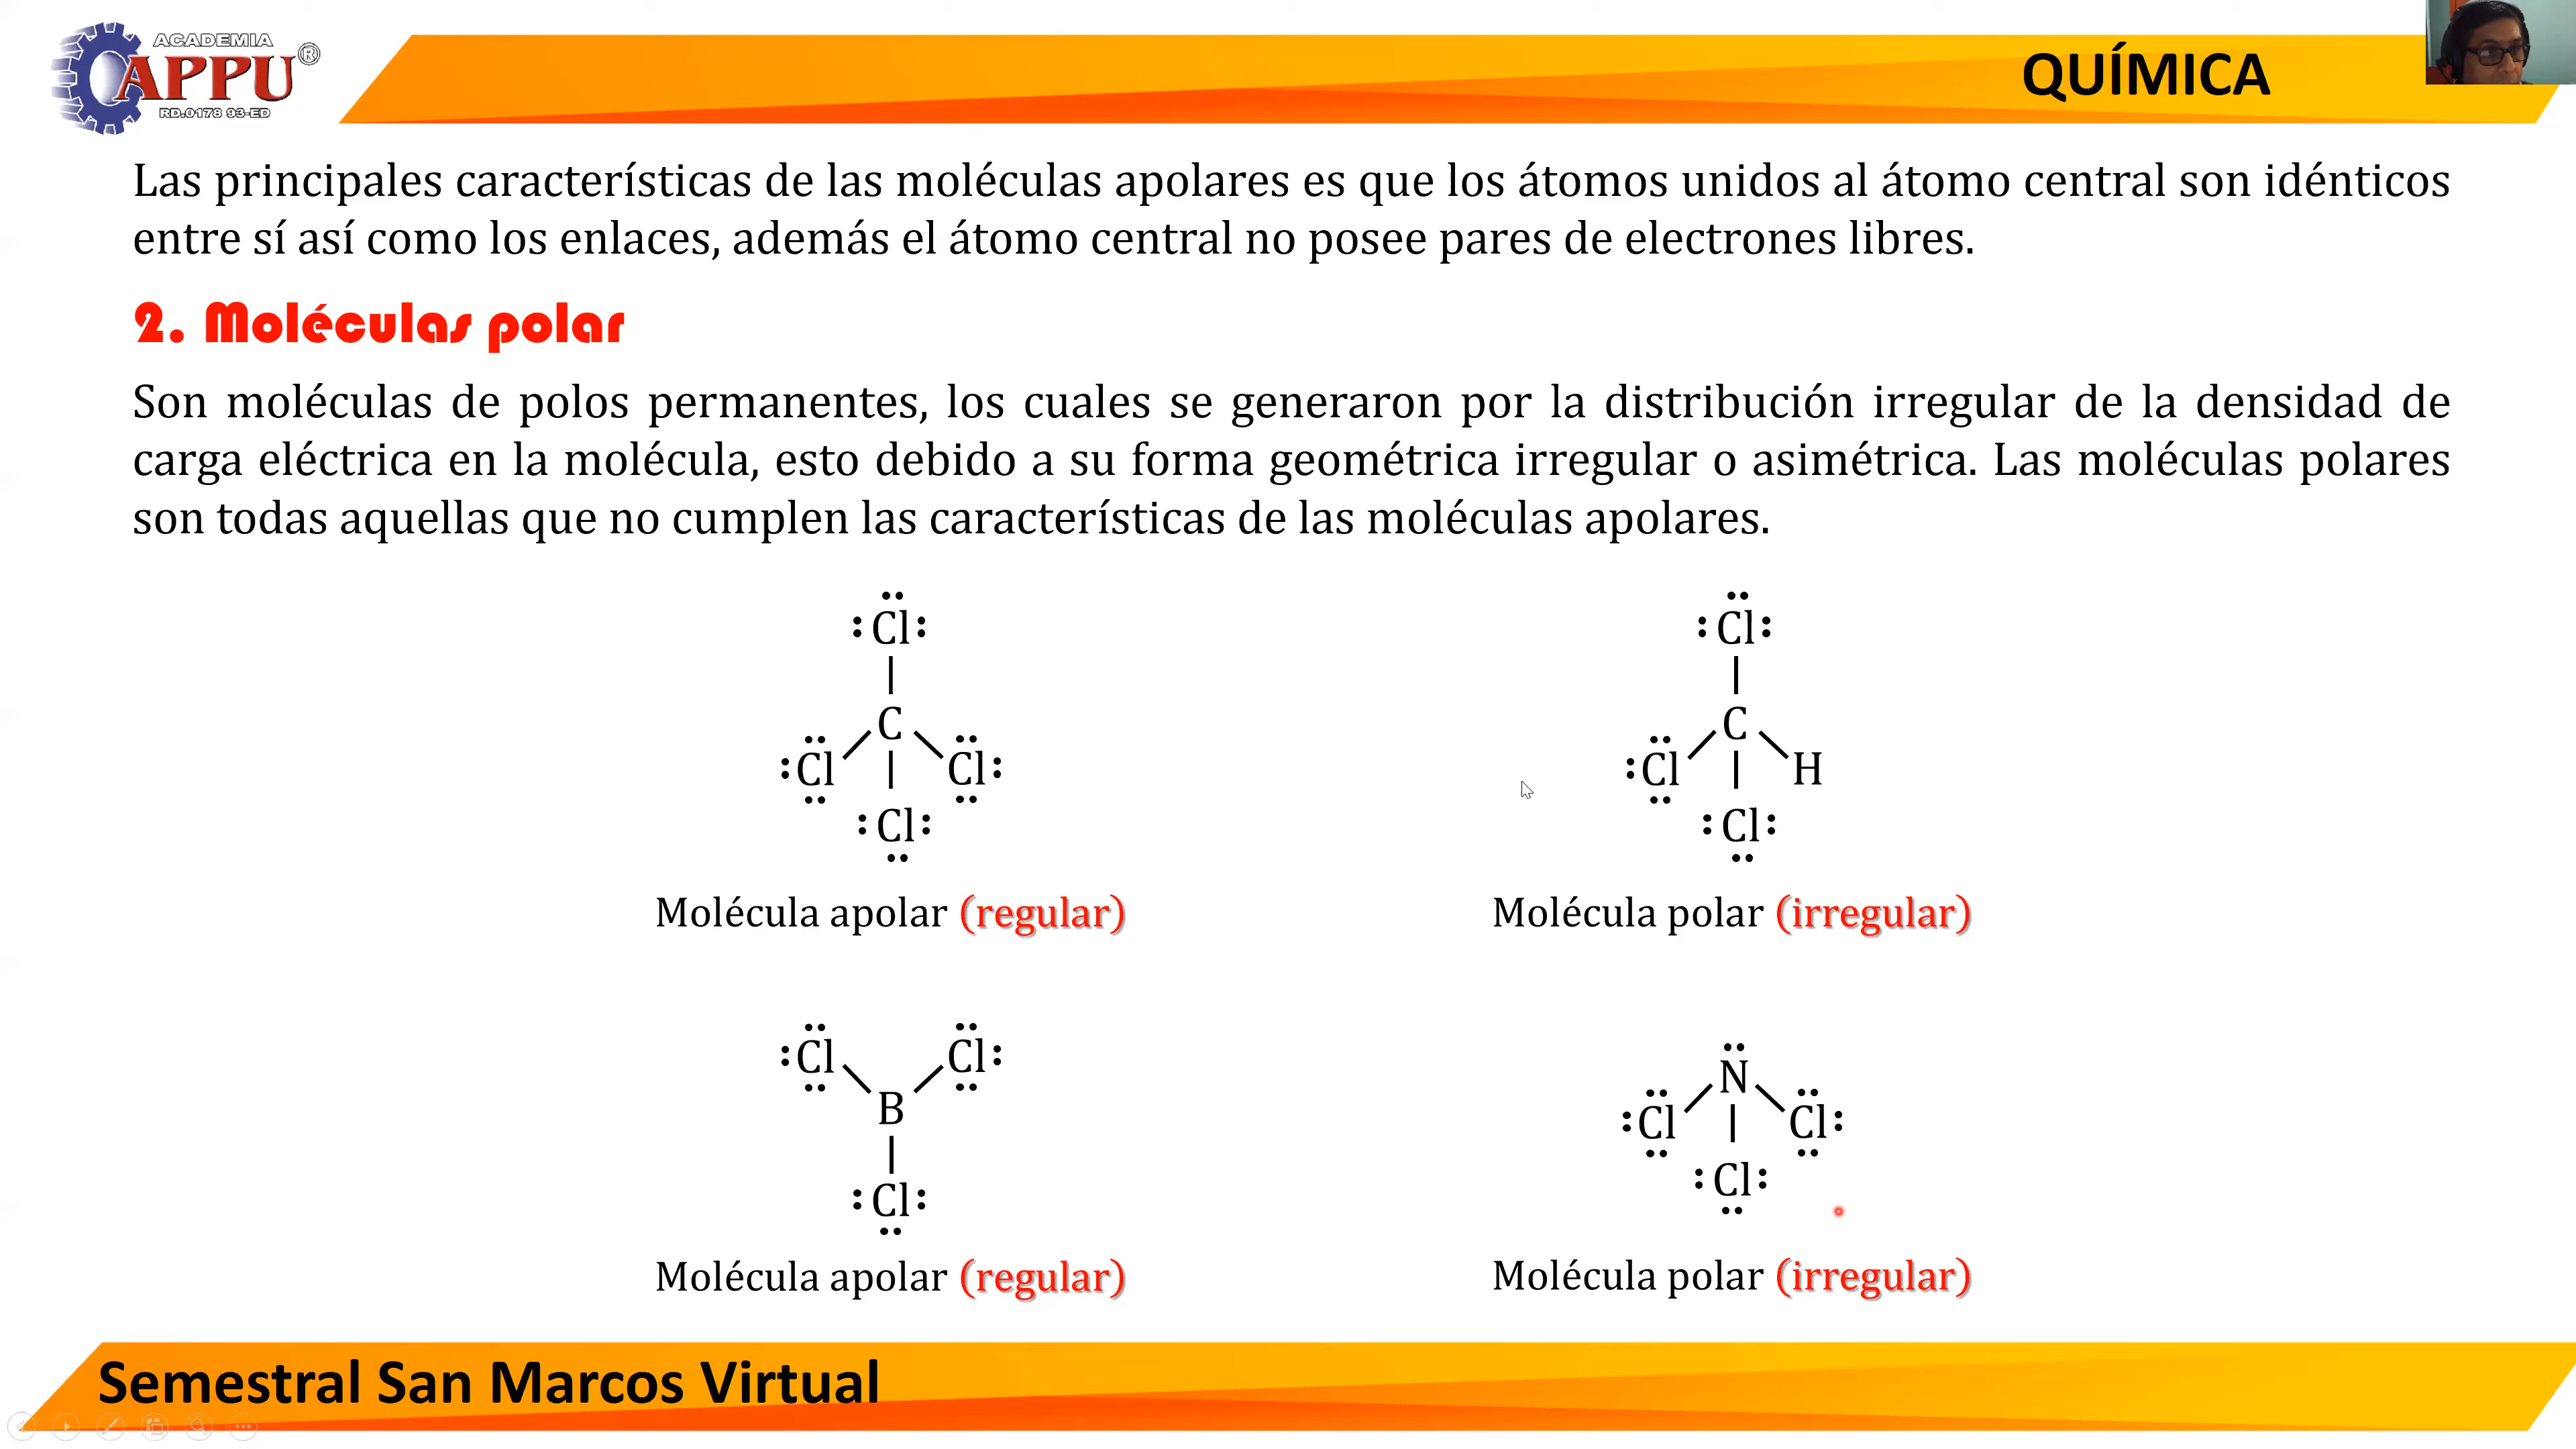 ACADEMIA
APPU®
RD.0178 93-ED
QUÍMICA
Las principales características de las moléculas apolares es que los átomos unidos al átomo central son idénticos
entre sí así como los enlaces, además el átomo central no posee pares de electrones libres.
2. Moléculas polar
Son moléculas de polos permanentes, los cuales se generaron por la distribución irregular de la densidad de
carga eléctrica en la molécula, esto debido a su forma geométrica irregular o asimétrica. Las moléculas polares
son todas aquellas que no cumplen las características de las moléculas apolares.
Cl
C
Cl Cl
Cl
Molécula apolar (regular)
Cl
C
Cl H
Cl
Molécula polar (irregular)
Cl Cl
B
Cl
Molécula apolar (regular)
N
Cl Cl
Cl
Molécula polar (irregular)
Semestral San Marcos Virtual